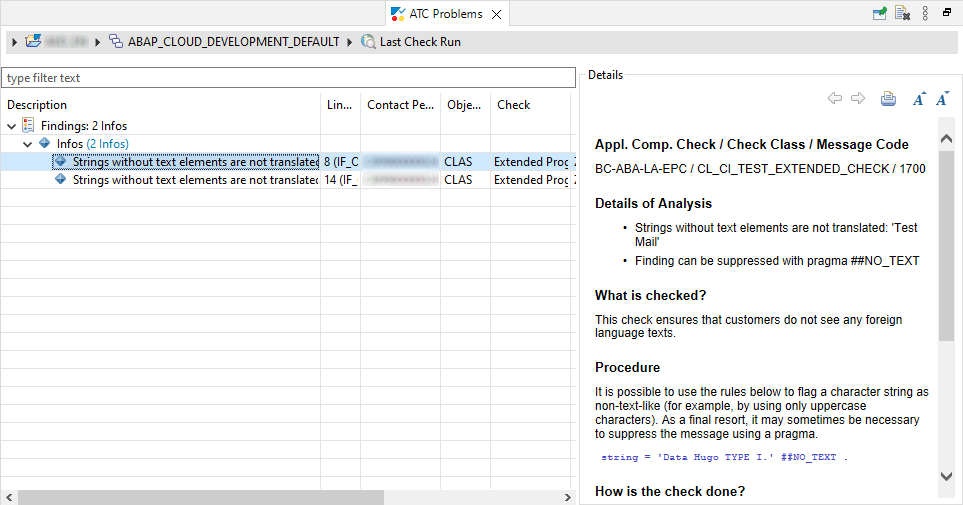 ATC Problems
ABAP_CLOUD_DEVELOPMENT_DEFAULT Last Check Run
type filter text
Description Lin... Contact Pe... Obje... Check
Findings: 2 Infos
Infos (2 Infos)
Strings without text elements are not translated 8 (IF_O CLAS Extended Prog
Strings without text elements are not translated 14 (IF_ CLAS Extended Prog
Details
A A
Appl. Comp. Check / Check Class / Message Code
BC-ABA-LA-EPC / CL_CI_TEST_EXTENDED_CHECK / 1700
Details of Analysis
• Strings without text elements are not translated: 'Test
Mail'
• Finding can be suppressed with pragma ##NO_TEXT
What is checked?
This check ensures that customers do not see any foreign
language texts.
Procedure
It is possible to use the rules below to flag a character string as
non-text-like (for example, by using only uppercase
characters). As a final resort, it may sometimes be necessary
to suppress the message using a pragma.
string = 'Data Hugo TYPE I.' ##NO_TEXT .
How is the check done?